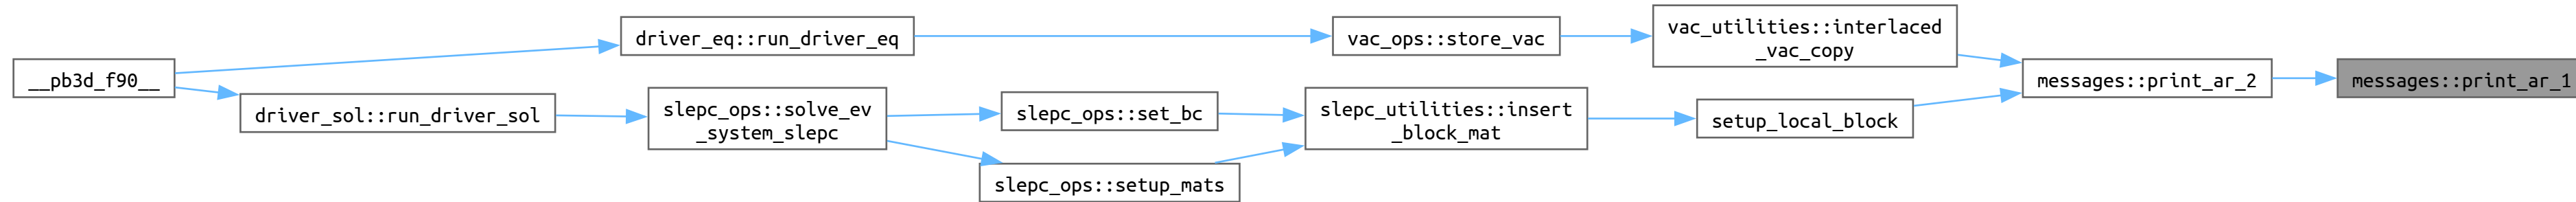 __pb3d_f90__
driver_eq::run_driver_eq
driver_sol::run_driver_sol
slepc_ops::solve_ev
_system_slepc
slepc_ops::set_bc
slepc_ops::setup_mats
vac_ops::store_vac
slepc_utilities::insert
_block_mat
vac_utilities::interlaced
_vac_copy
setup_local_block
messages::print_ar_2
messages::print_ar_1